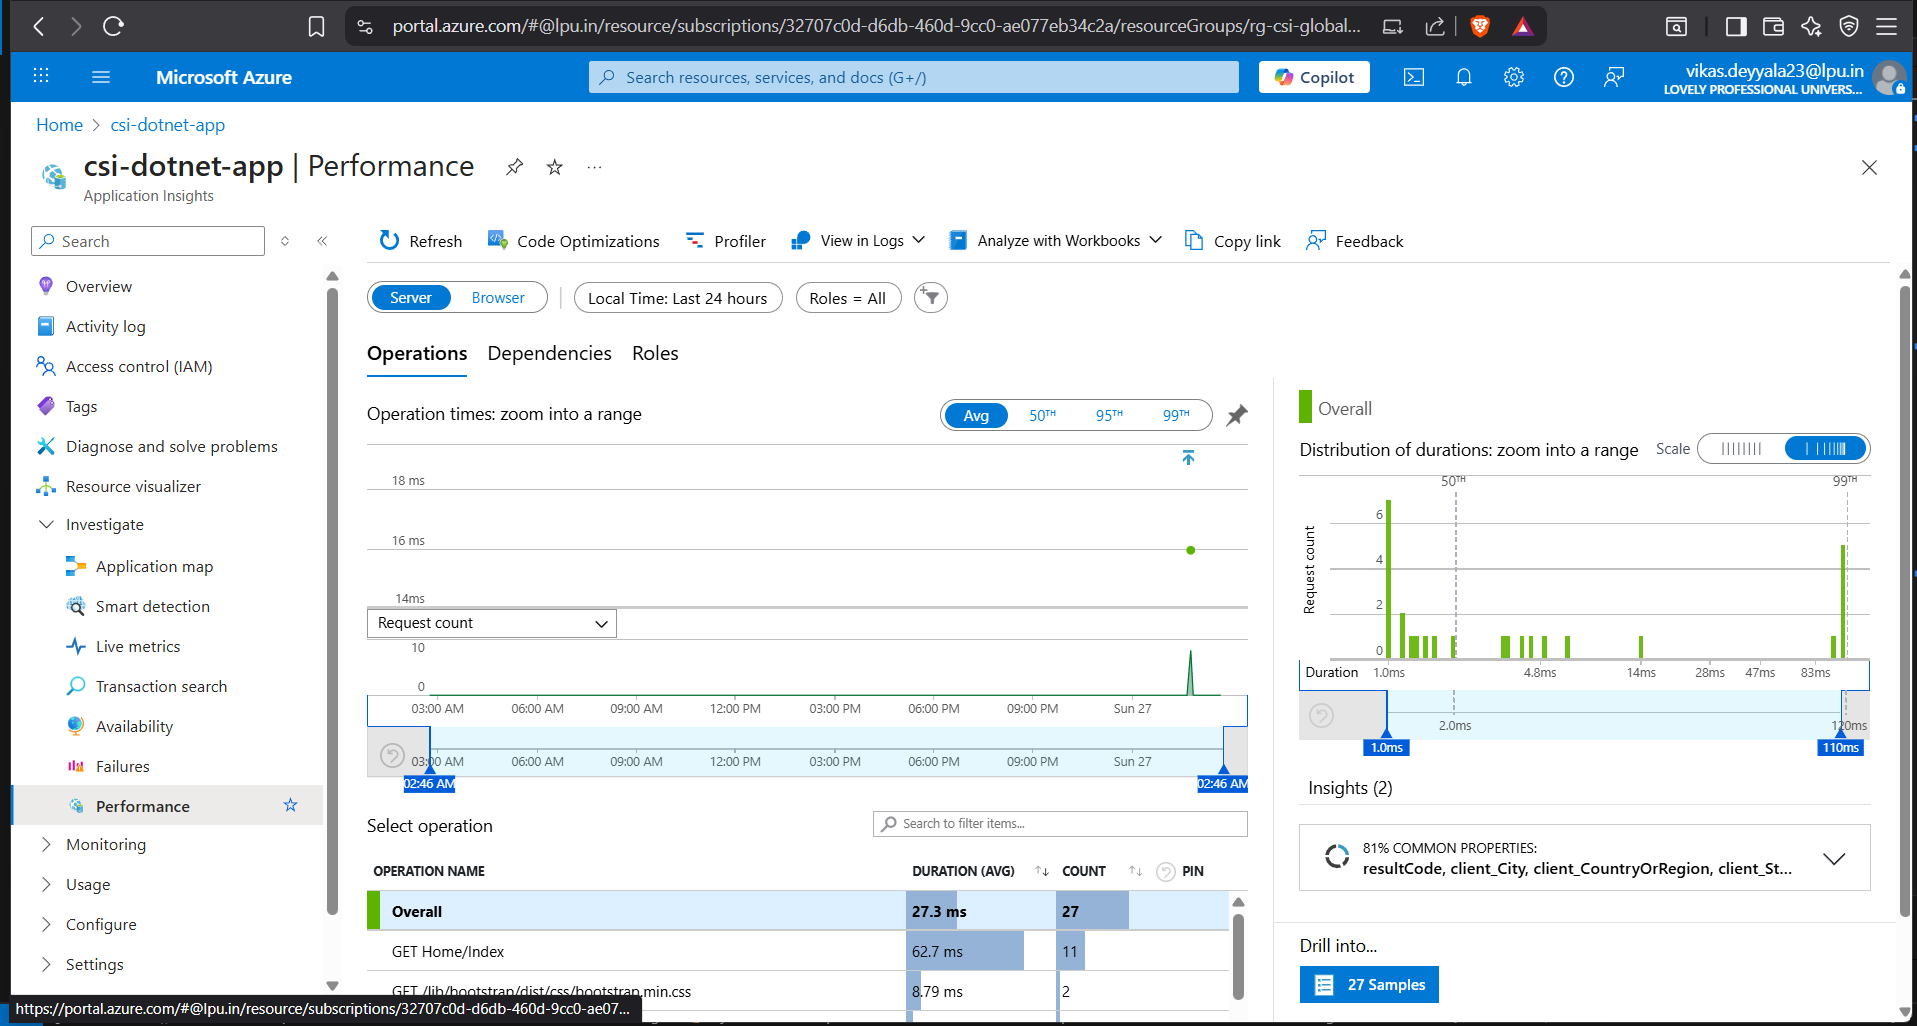 portal.azure.com/#@lpu.in/resource/subscriptions/32707c0d-d6db-460d-9cc0-ae077eb34c2a/resourceGroups/rg-csi-global...
Microsoft Azure
Search resources, services, and docs (G+/)
Copilot
vikas.deyyala23@lpu.in
LOVELY PROFESSIONAL UNIVERS...
Home > csi-dotnet-app
csi-dotnet-app | Performance
Application Insights
Search
Overview
Activity log
Access control (IAM)
Tags
Diagnose and solve problems
Resource visualizer
Investigate
Application map
Smart detection
Live metrics
Transaction search
Availability
Failures
Performance
Monitoring
Usage
Configure
Settings
https://portal.azure.com/#@lpu.in/resource/subscriptions/32707c0d-d6db-460d-9cc0-ae07...
Refresh Code Optimizations Profiler View in Logs Analyze with Workbooks Copy link Feedback
Server Browser Local Time: Last 24 hours Roles = All
Operations Dependencies Roles
Operation times: zoom into a range
Avg 50TH 95TH 99TH
18 ms
16 ms
14ms
Request count
10
0
03:00 AM 06:00 AM 09:00 AM 12:00 PM 03:00 PM 06:00 PM 09:00 PM Sun 27
03:00 AM 06:00 AM 09:00 AM 12:00 PM 03:00 PM 06:00 PM 09:00 PM Sun 27
02:46 AM 02:46 AM
Select operation
Search to filter items...
OPERATION NAME DURATION (AVG) COUNT PIN
Overall 27.3 ms 27
GET Home/Index 62.7 ms 11
GET /lib/bootstrap/dist/css/bootstrap.min.css 8.79 ms 2
Overall
Distribution of durations: zoom into a range
Scale
50TH 99TH
Request count
6
4
2
0
Duration 1.0ms 4.8ms 14ms 28ms 47ms 83ms
2.0ms 120ms
1.0ms 110ms
Insights (2)
81% COMMON PROPERTIES:
resultCode, client_City, client_CountryOrRegion, client_St...
Drill into...
27 Samples